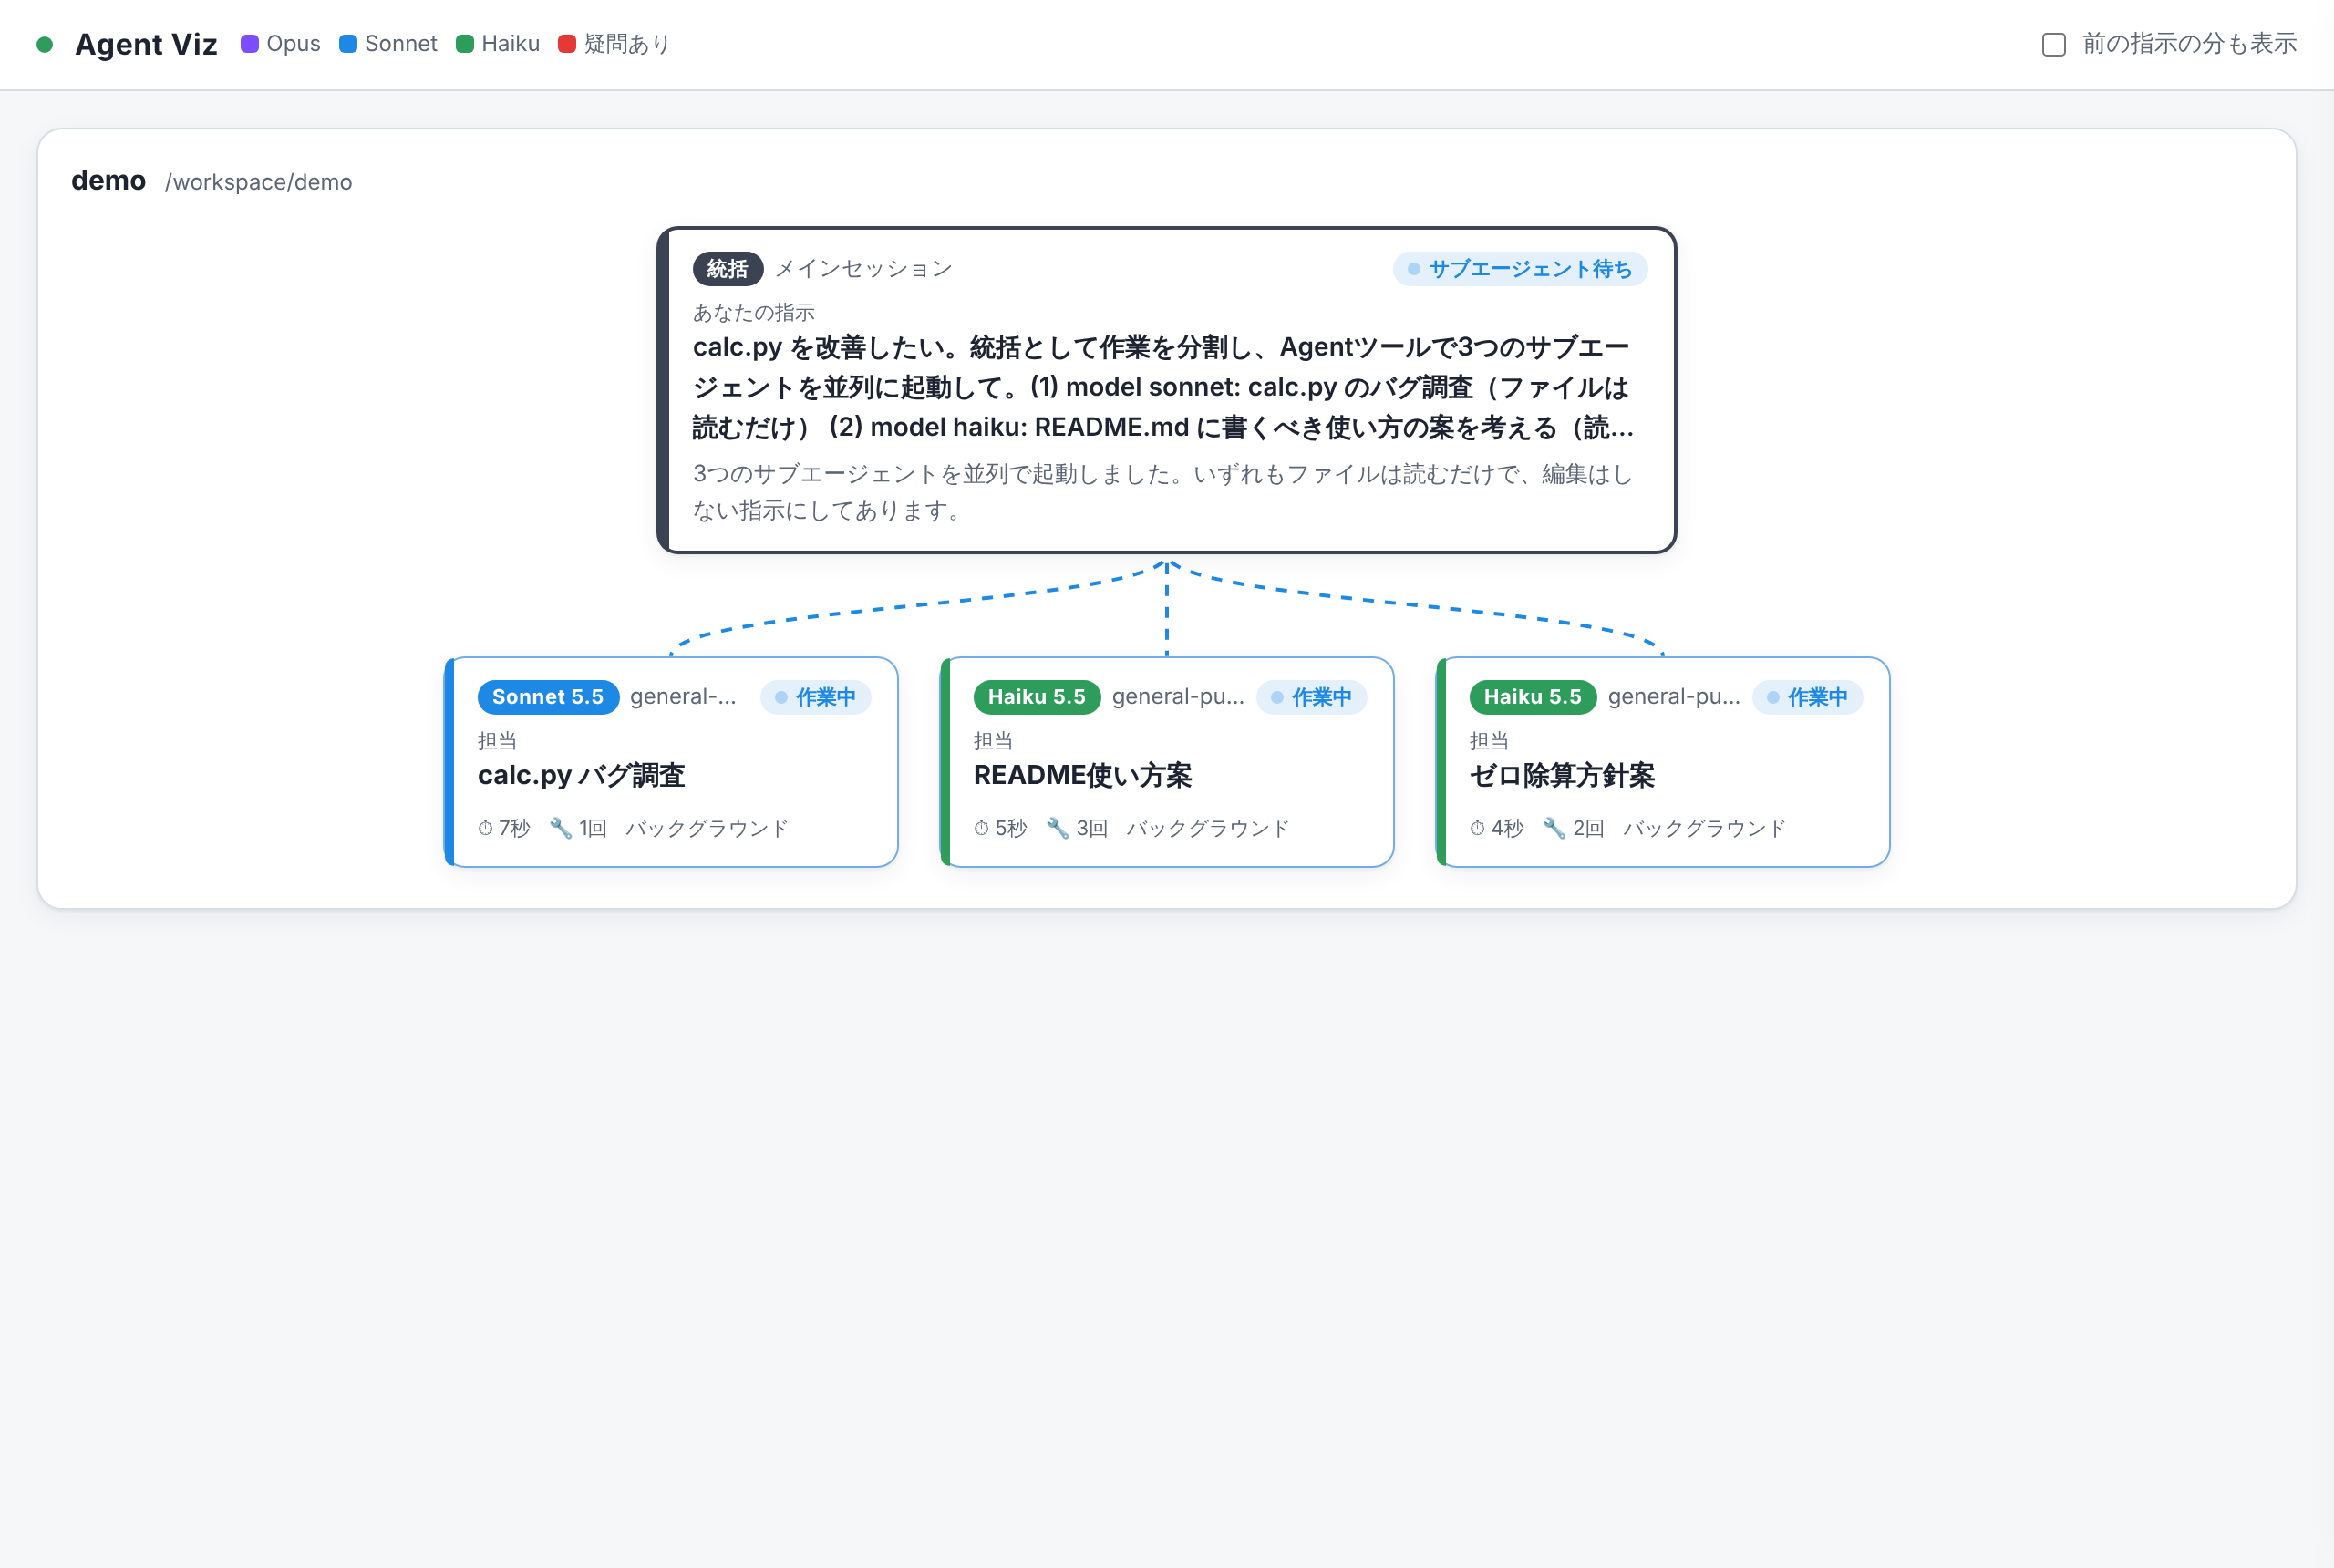 Agent Viz Opus Sonnet Haiku 疑問あり 前の指示の分も表示
demo /workspace/demo
統括 メインセッション サブエージェント待ち
あなたの指示
calc.py を改善したい。統括として作業を分割し、Agentツールで3つのサブエー
ジェントを並列に起動して。(1) model sonnet: calc.py のバグ調査（ファイルは
読むだけ） (2) model haiku: README.md に書くべき使い方の案を考える（読...
3つのサブエージェントを並列で起動しました。いずれもファイルは読むだけで、編集はし
ない指示にしてあります。
Sonnet 5.5 general-... 作業中
担当
calc.py バグ調査
⏱ 7秒 🔧 1回 バックグラウンド
Haiku 5.5 general-pu... 作業中
担当
README使い方案
⏱ 5秒 🔧 3回 バックグラウンド
Haiku 5.5 general-pu... 作業中
担当
ゼロ除算方針案
⏱ 4秒 🔧 2回 バックグラウンド